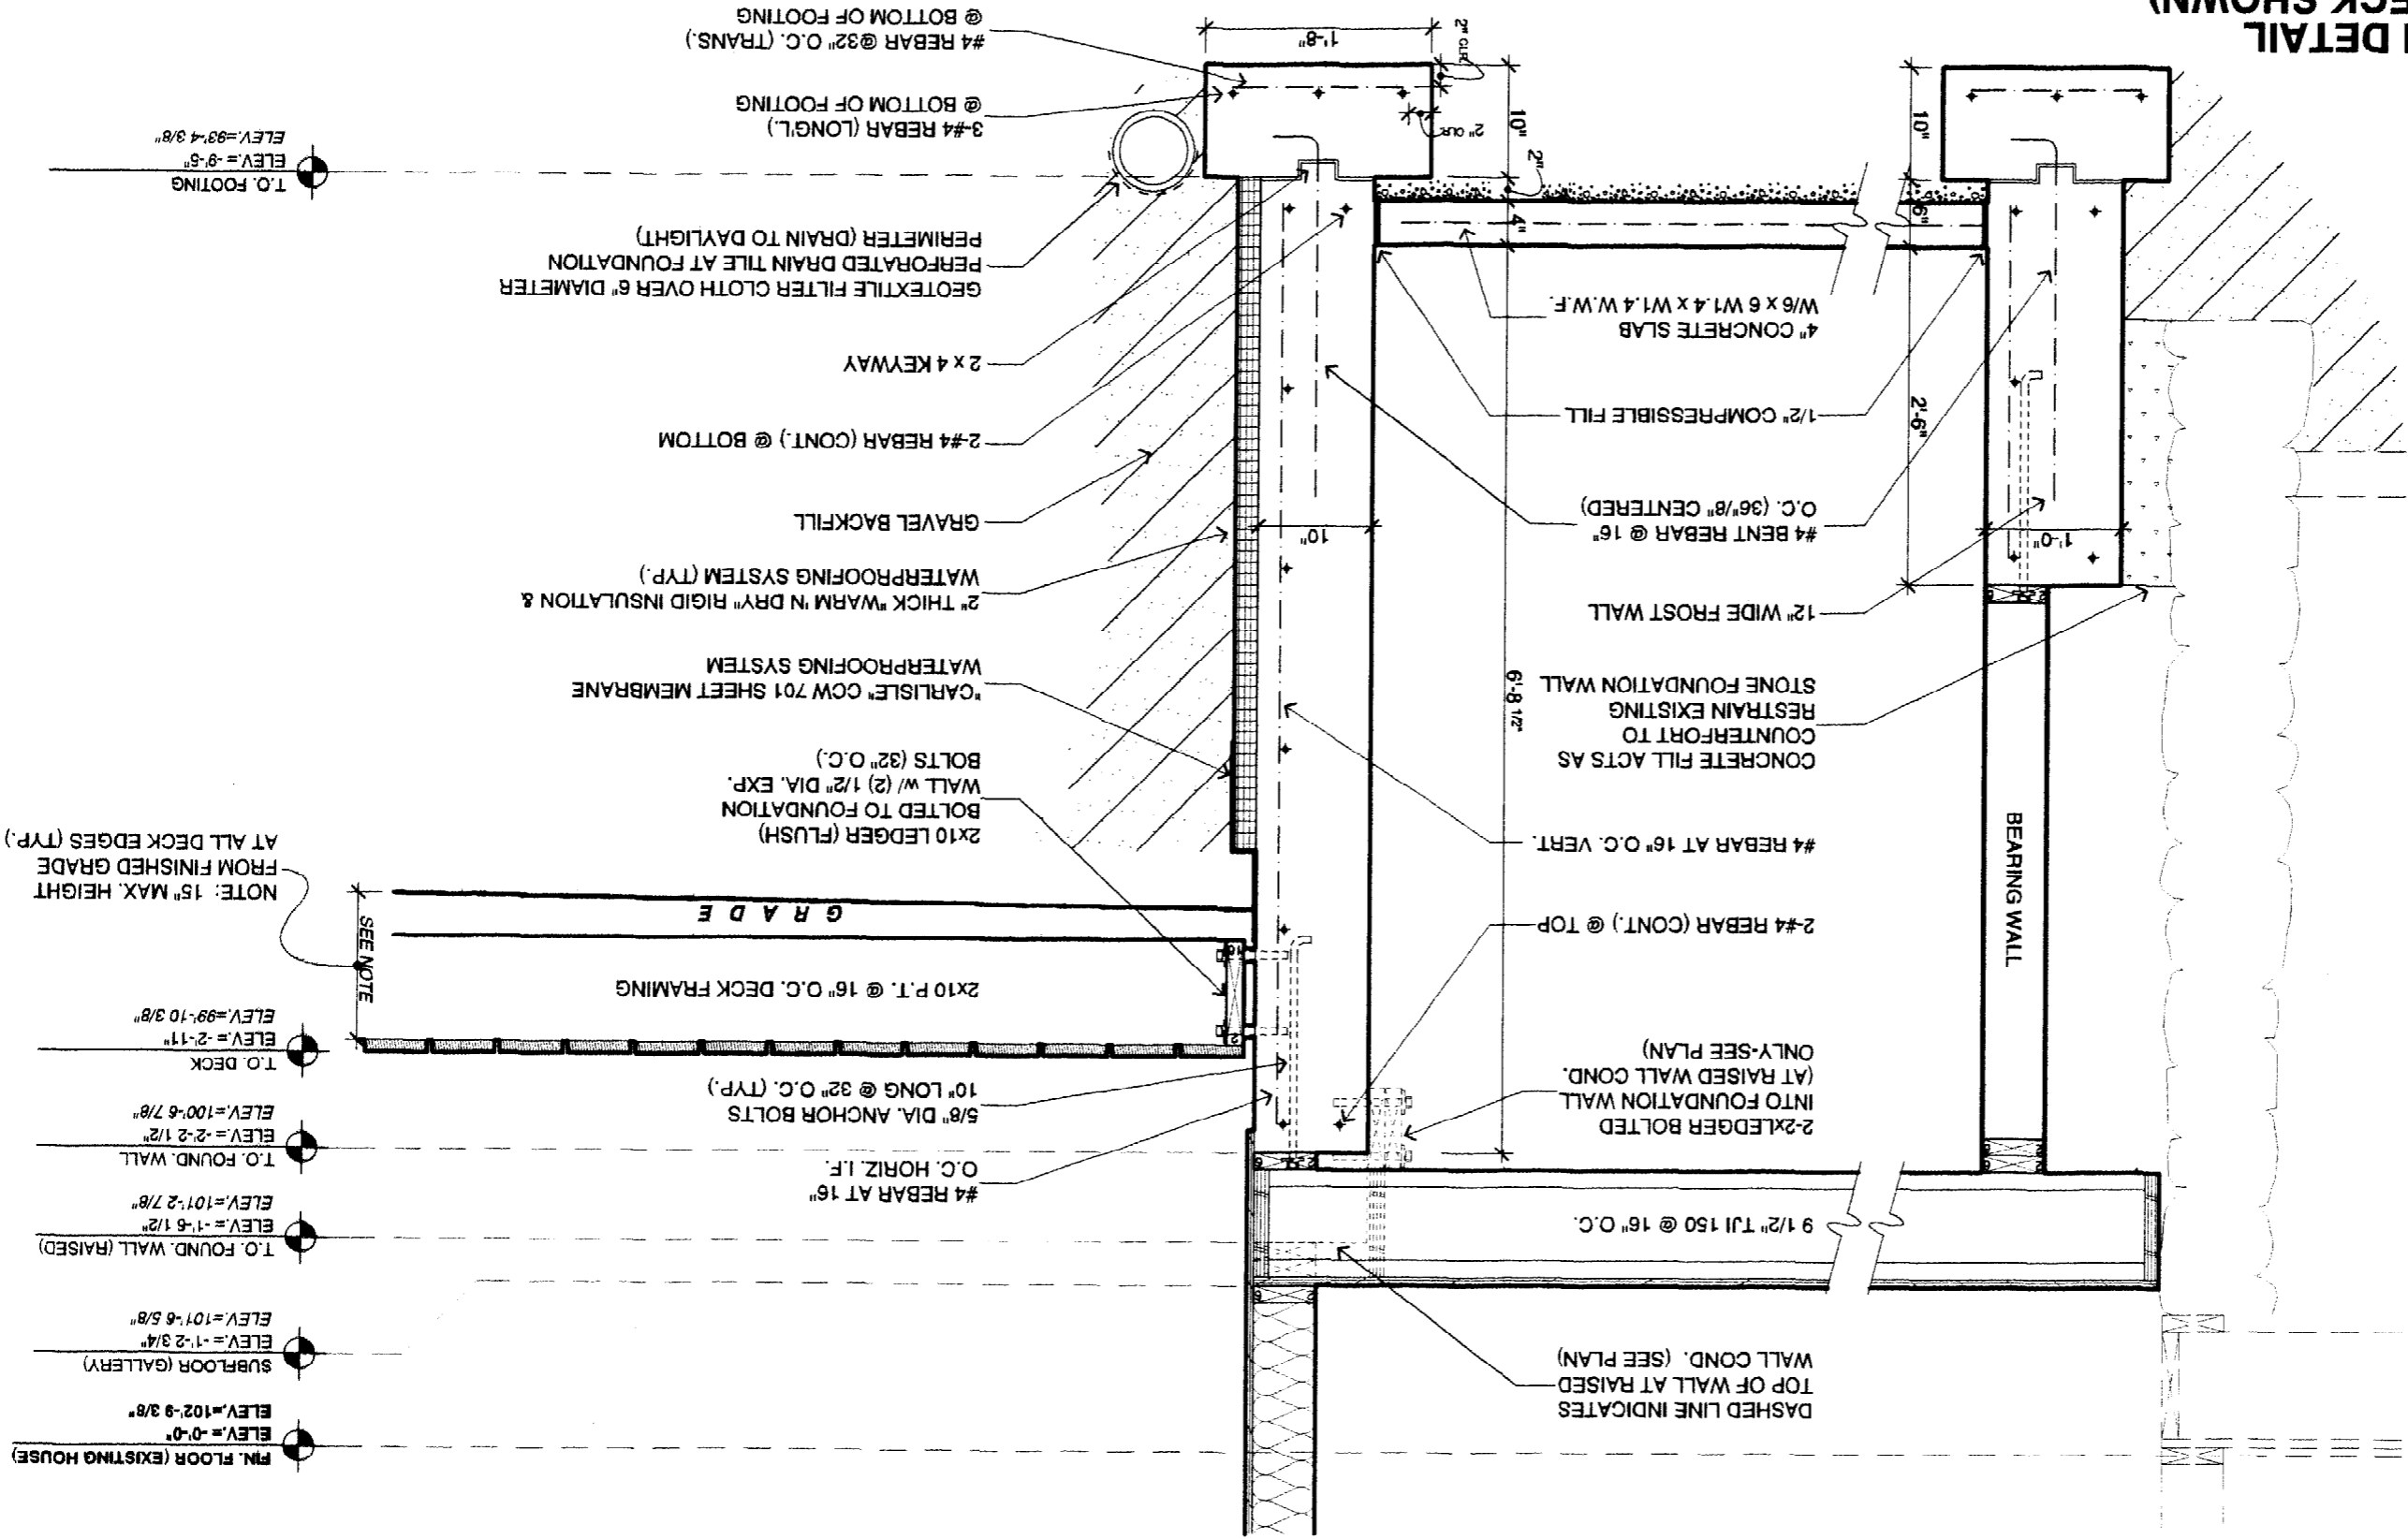 DASHED LINE INDICATES
TOP OF WALL AT RAISED
WALL COND. (SEE PLAN)
9 1/2" TJI 150 @ 16" O.C.
2-2xLEDGER BOLTED
INTO FOUNDATION WALL
(AT RAISED WALL COND.
ONLY-SEE PLAN)
2-#4 REBAR (CONT.) @ TOP
#4 REBAR AT 16" O.C. VERT.
BEARING WALL
CONCRETE FILL ACTS AS
COUNTERFORT TO
RESTRAIN EXISTING
STONE FOUNDATION WALL
12" WIDE FROST WALL
#4 BENT REBAR @ 16"
O.C. (36"/8" CENTERED)
1/2" COMPRESSIBLE FILL
4" CONCRETE SLAB
W/6 x 6 W1.4 x W1.4 W.W.F.
1'-0"
2'-6"
6"
10"
6'-8 1/2"
10"
4"
2"
10"
2" CLR.
2" CLR.
1'-8"
FIN. FLOOR (EXISTING HOUSE)
ELEV.= -0'-0"
ELEV.=102'-9 3/8"
SUBFLOOR (GALLERY)
ELEV.= -1'-2 3/4"
ELEV.=101'-6 5/8"
T.O. FOUND. WALL (RAISED)
ELEV.= -1'-6 1/2"
ELEV.=101'-2 7/8"
T.O. FOUND. WALL
ELEV.= -2'-2 1/2"
ELEV.=100'-6 7/8"
T.O. DECK
ELEV.= -2'-11"
ELEV.=99'-10 3/8"
#4 REBAR AT 16"
O.C. HORIZ. I.F.
5/8" DIA. ANCHOR BOLTS
10" LONG @ 32" O.C. (TYP.)
2x10 P.T. @ 16" O.C. DECK FRAMING
SEE NOTE
GRADE
NOTE: 15" MAX. HEIGHT
FROM FINISHED GRADE
AT ALL DECK EDGES (TYP.)
2x10 LEDGER (FLUSH)
BOLTED TO FOUNDATION
WALL w/ (2) 1/2" DIA. EXP.
BOLTS (32" O.C.)
"CARLISLE" CCW 701 SHEET MEMBRANE
WATERPROOFING SYSTEM
2" THICK "WARM 'N DRY" RIGID INSULATION &
WATERPROOFING SYSTEM (TYP.)
GRAVEL BACKFILL
2-#4 REBAR (CONT.) @ BOTTOM
2 x 4 KEYWAY
GEOTEXTILE FILTER CLOTH OVER 6" DIAMETER
PERFORATED DRAIN TILE AT FOUNDATION
PERIMETER (DRAIN TO DAYLIGHT)
T.O. FOOTING
ELEV.= -9'-5"
ELEV.=93'-4 3/8"
3-#4 REBAR (LONG'L.)
@ BOTTOM OF FOOTING
#4 REBAR @32" O.C. (TRANS.)
@ BOTTOM OF FOOTING
DETAIL
ECK SHOWN)